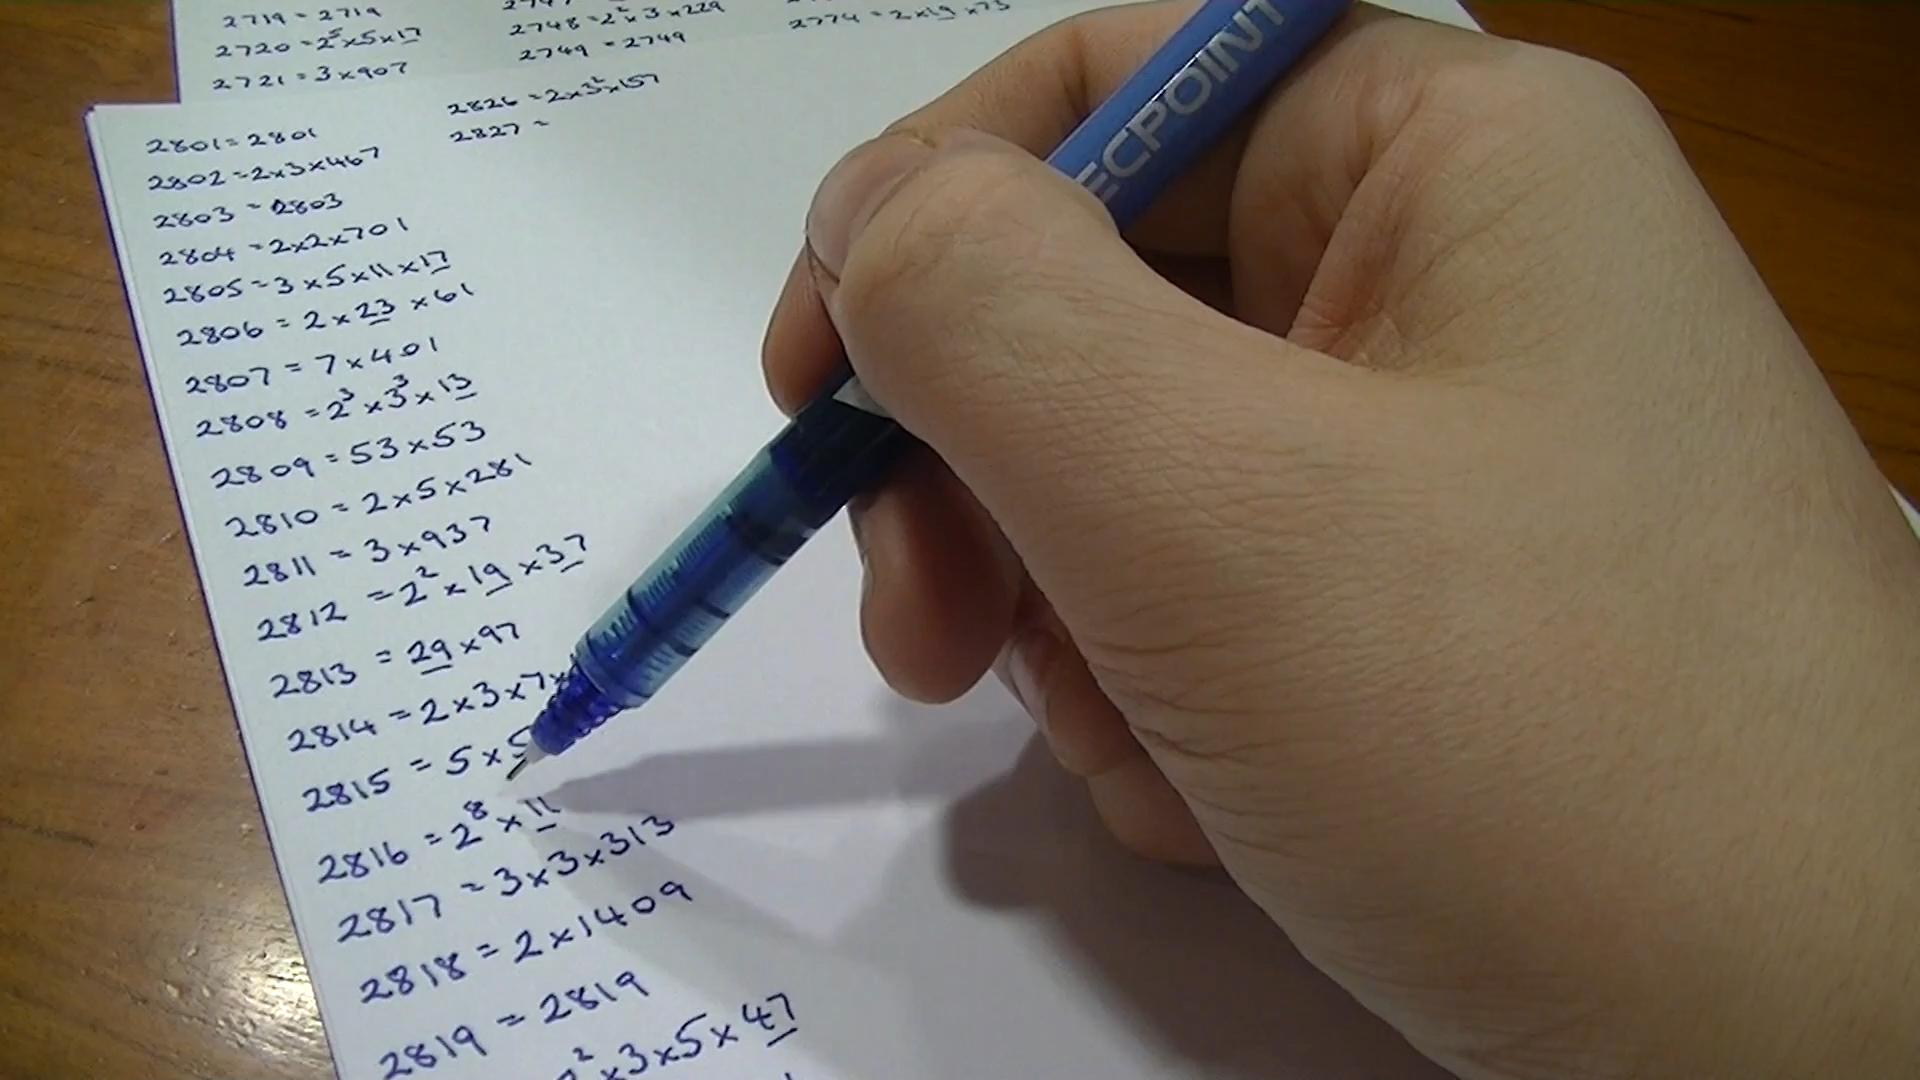 2719 = 2719
2720 = 2⁵×5×17
2721 = 3×907
2748 = 2²×3×229
2749 = 2749
2774 = 2×19×73
2801 = 2801
2802 = 2×3×467
2803 = 2803
2804 = 2×2×701
2805 = 3×5×11×17
2806 = 2×23×61
2807 = 7×401
2808 = 2³×3³×13
2809 = 53×53
2810 = 2×5×281
2811 = 3×937
2812 = 2²×19×37
2813 = 29×97
2814 = 2×3×7×
2815 = 5×5
2816 = 2⁸×11
2817 = 3×3×313
2818 = 2×1409
2819 = 2819
2²×3×5×47
2826 = 2×3²×157
2827 =
ECPOINT